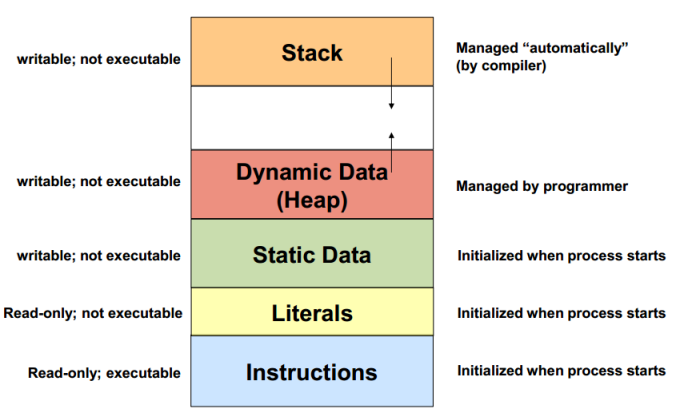 writable; not executable
Stack
Managed “automatically”
(by compiler)
writable; not executable
Dynamic Data
(Heap)
Managed by programmer
writable; not executable
Static Data
Initialized when process starts
Read-only; not executable
Literals
Initialized when process starts
Read-only; executable
Instructions
Initialized when process starts